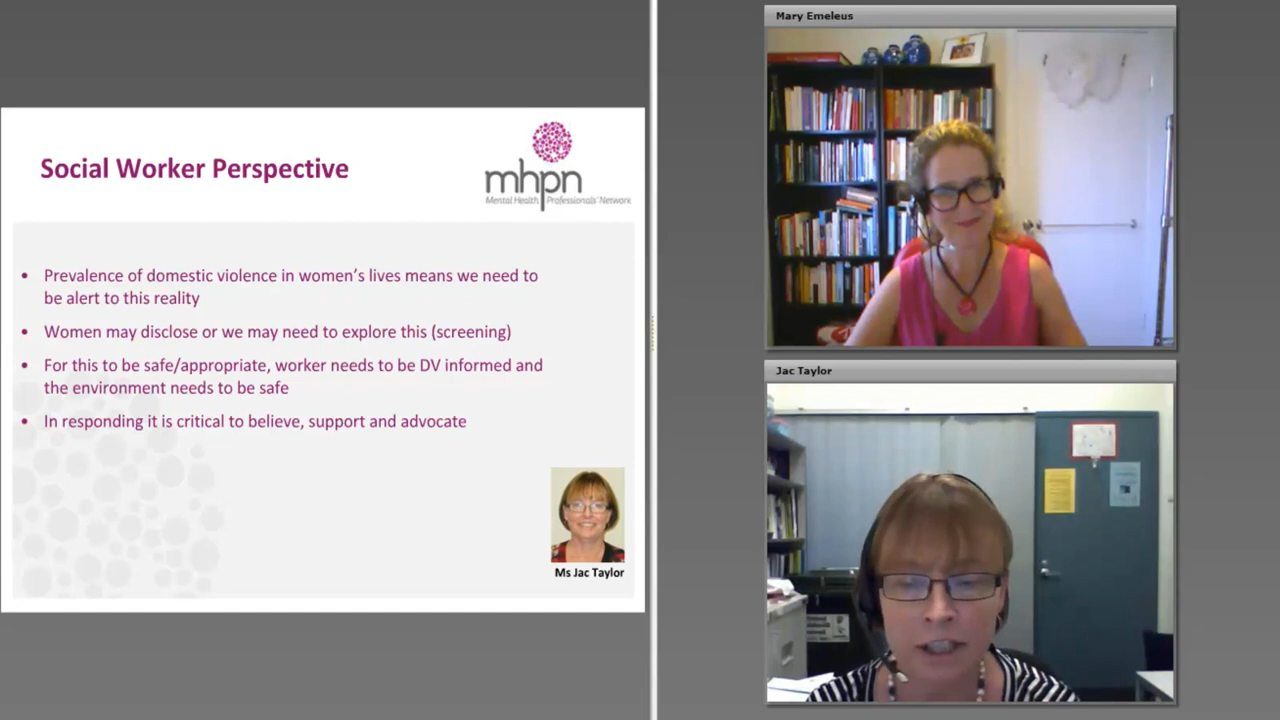 Social Worker Perspective
mhpn
Mental Health Professionals' Network
• Prevalence of domestic violence in women's lives means we need to
be alert to this reality
• Women may disclose or we may need to explore this (screening)
• For this to be safe/appropriate, worker needs to be DV informed and
the environment needs to be safe
• In responding it is critical to believe, support and advocate
Ms Jac Taylor
Mary Emeleus
Jac Taylor